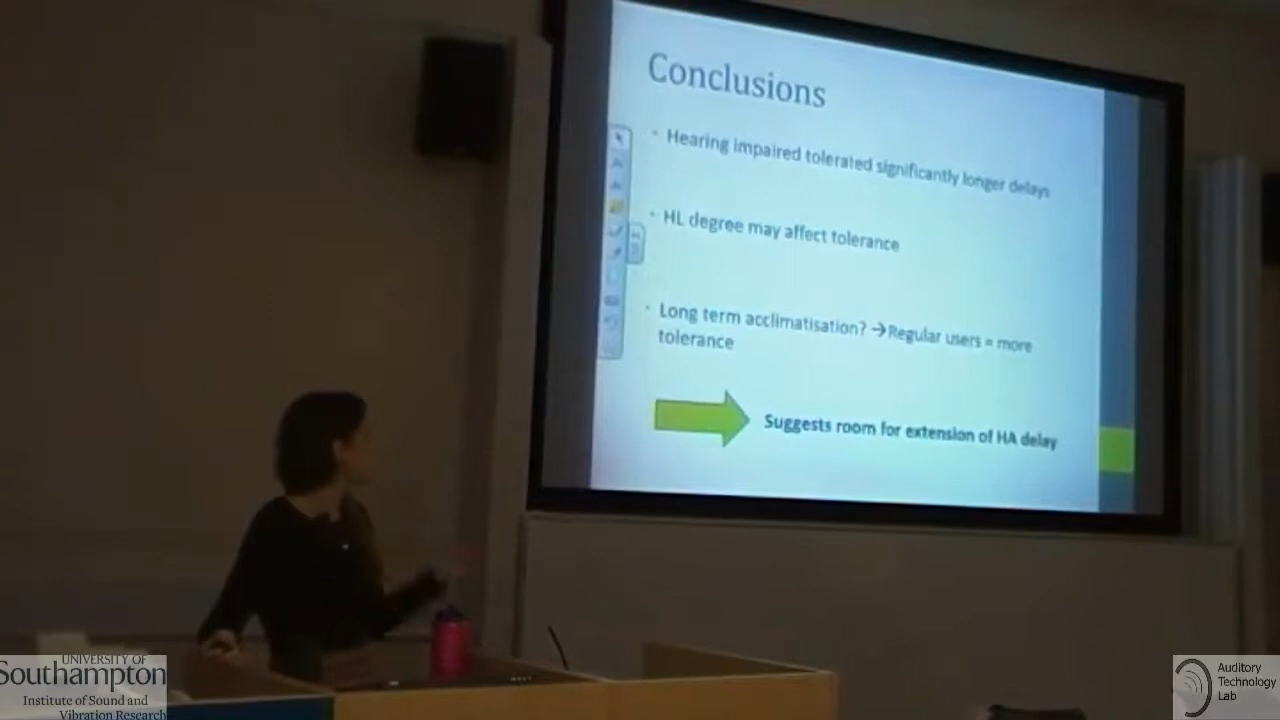 Conclusions
Hearing impaired tolerated significantly longer delays
HL degree may affect tolerance
Long term acclimatisation? →Regular users = more
tolerance
Suggests room for extension of HA delay
UNIVERSITY OF
Southampton
Institute of Sound and
Vibration Research
Auditory
Technology
Lab